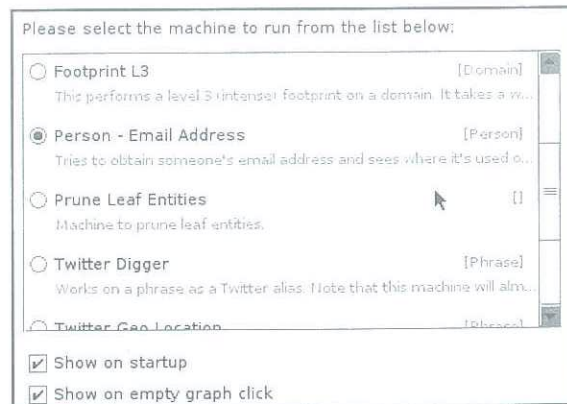 Please select the machine to run from the list below:
Footprint L3 [Domain]
This performs a level 3 (intense) footprint on a domain. It takes a w...
Person - Email Address [Person]
Tries to obtain someone's email address and sees where it's used o...
Prune Leaf Entities []
Machine to prune leaf entities.
Twitter Digger [Phrase]
Works on a phrase as a Twitter alias. Note that this machine will alm...
Twitter Geo Location [Phrase]
Show on startup
Show on empty graph click